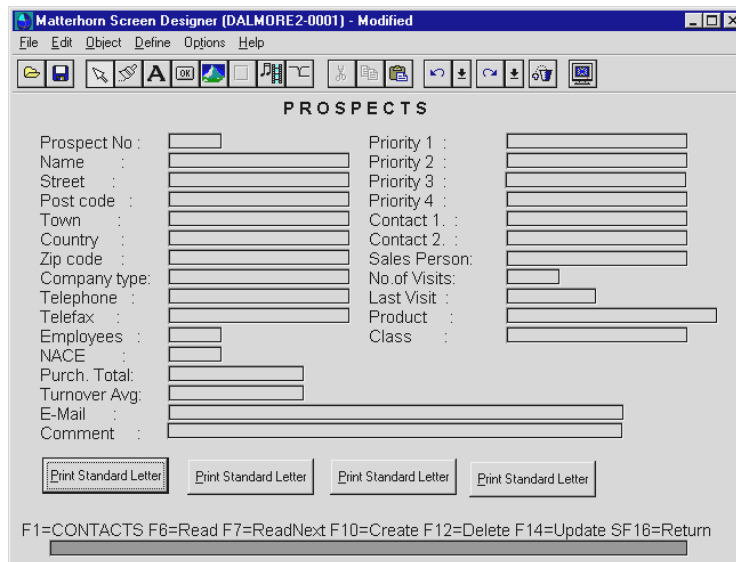 Matterhorn Screen Designer (DALMORE2-0001) - Modified
File Edit Object Define Options Help
A OK
PROSPECTS
Prospect No :
Name :
Street :
Post code :
Town :
Country :
Zip code :
Company type:
Telephone :
Telefax :
Employees :
NACE :
Purch. Total:
Turnover Avg:
E-Mail :
Comment :
Priority 1 :
Priority 2 :
Priority 3 :
Priority 4 :
Contact 1. :
Contact 2. :
Sales Person:
No.of Visits:
Last Visit :
Product :
Class :
Print Standard Letter Print Standard Letter Print Standard Letter Print Standard Letter
F1=CONTACTS F6=Read F7=ReadNext F10=Create F12=Delete F14=Update SF16=Return